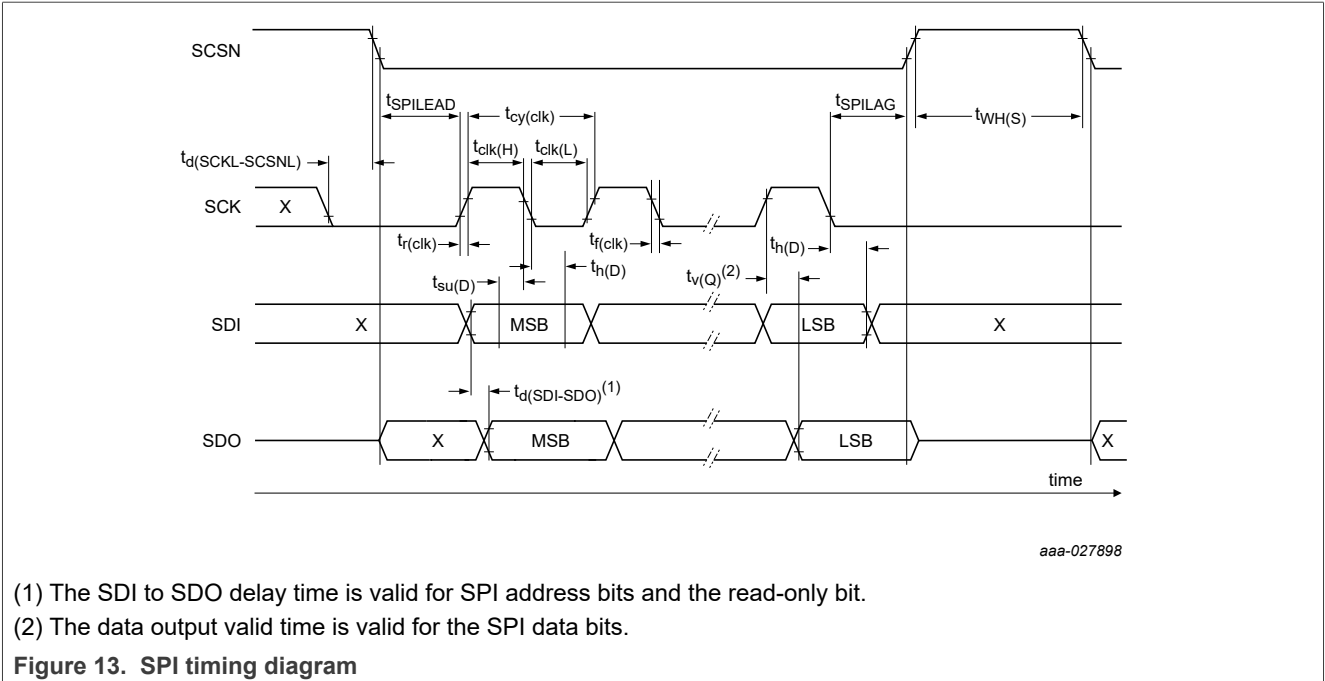 SCSN
tSPILEAD
tcy(clk)
tSPILAG
tWH(S)
tclk(H)
tclk(L)
td(SCKL-SCSNL)
SCK
X
tr(clk)
tf(clk)
th(D)
tsu(D)
th(D)
tv(Q)(2)
SDI
X
MSB
LSB
X
td(SDI-SDO)(1)
SDO
X
MSB
LSB
X
time
aaa-027898
(1) The SDI to SDO delay time is valid for SPI address bits and the read-only bit.
(2) The data output valid time is valid for the SPI data bits.
Figure 13. SPI timing diagram